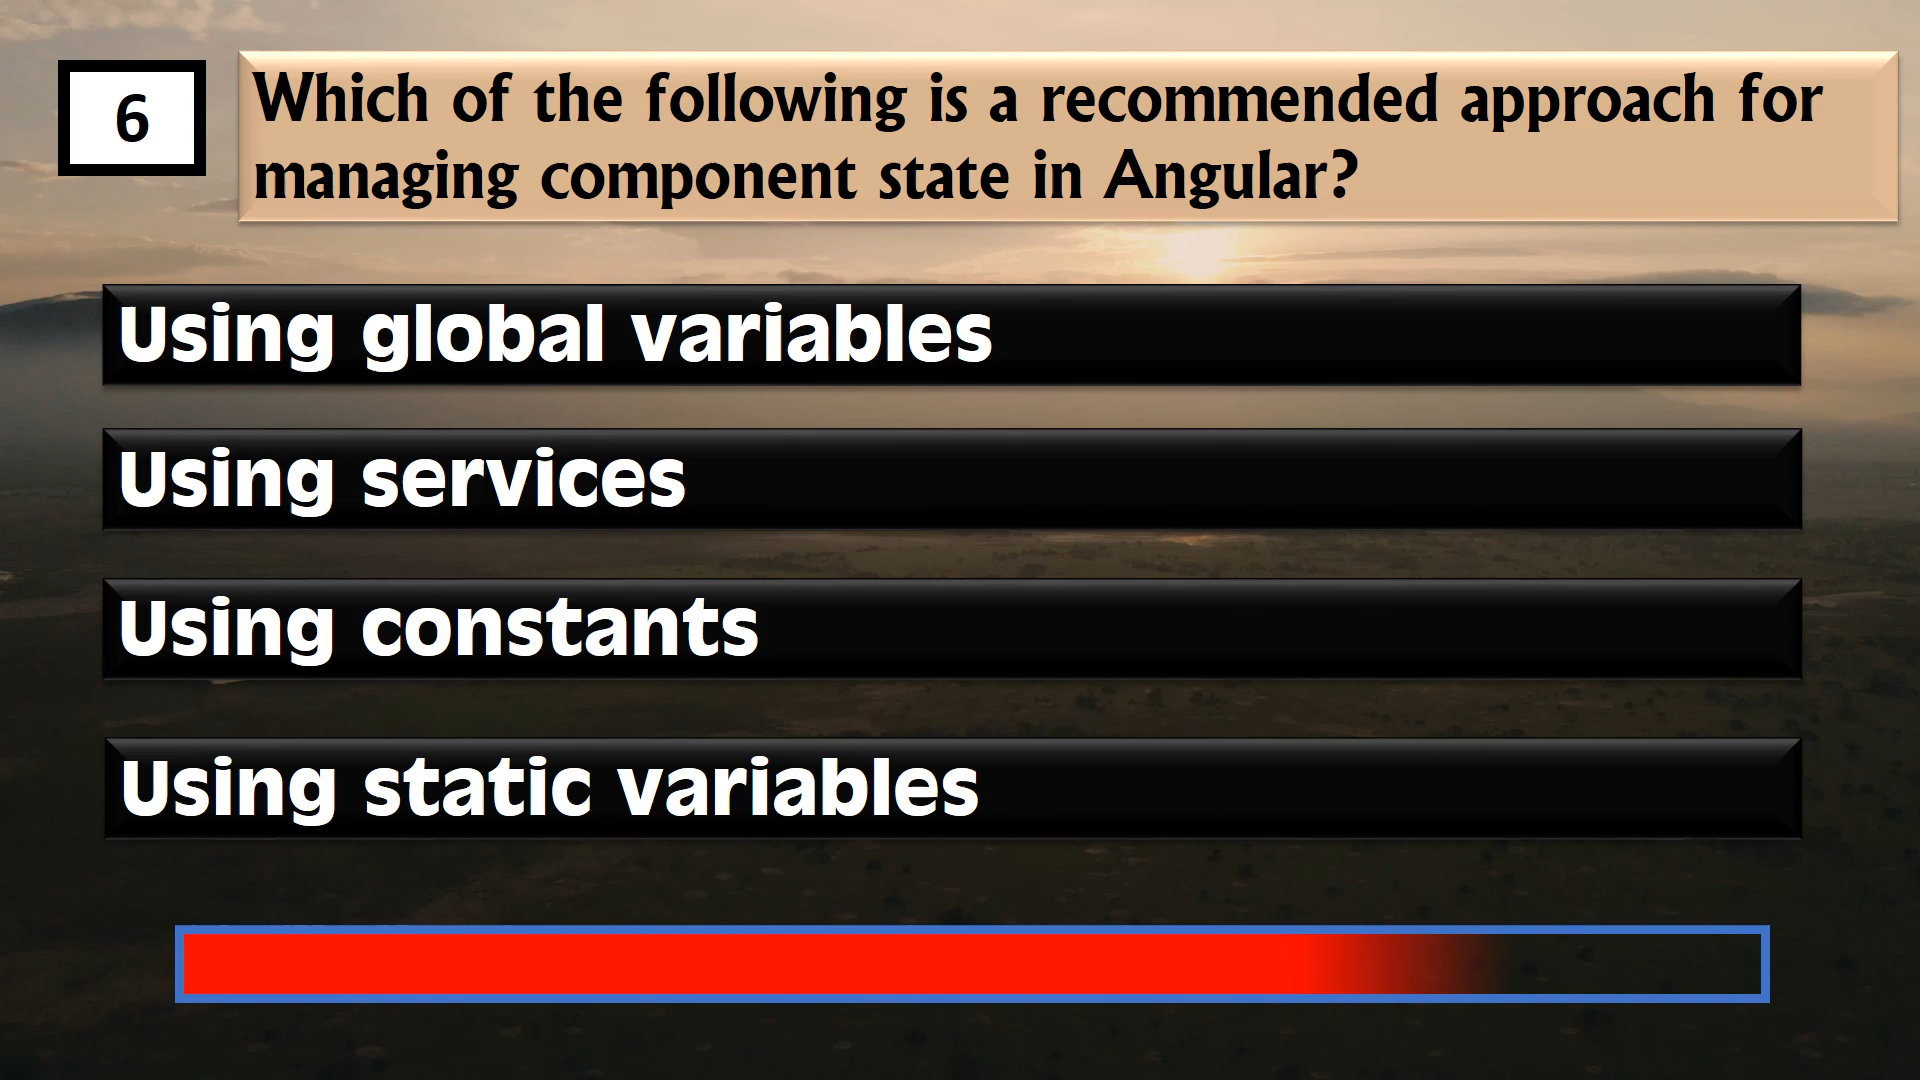 6
Which of the following is a recommended approach for
managing component state in Angular?
Using global variables
Using services
Using constants
Using static variables